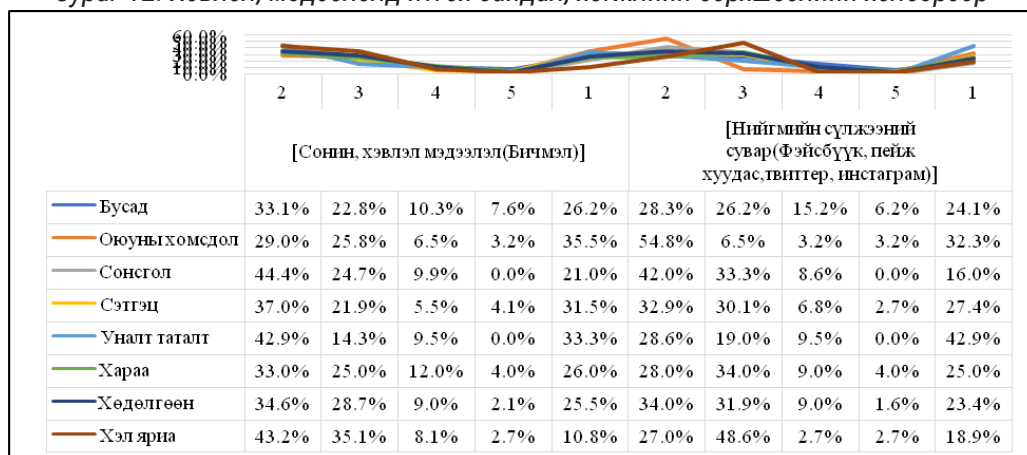 60.0%
0.0%
2 3 4 5 1 2 3 4 5 1
[Сонин, хэвлэл мэдээлэл(Бичмэл)]
[Нийгмийн сүлжээний
сувар(Фэйсбүүк, пейж
хуудас,твиттер, инстаграм)]
Бусад 33.1% 22.8% 10.3% 7.6% 26.2% 28.3% 26.2% 15.2% 6.2% 24.1%
Оюуны хомсдол 29.0% 25.8% 6.5% 3.2% 35.5% 54.8% 6.5% 3.2% 3.2% 32.3%
Сонсгол 44.4% 24.7% 9.9% 0.0% 21.0% 42.0% 33.3% 8.6% 0.0% 16.0%
Сэтгэц 37.0% 21.9% 5.5% 4.1% 31.5% 32.9% 30.1% 6.8% 2.7% 27.4%
Уналт таталт 42.9% 14.3% 9.5% 0.0% 33.3% 28.6% 19.0% 9.5% 0.0% 42.9%
Хараа 33.0% 25.0% 12.0% 4.0% 26.0% 28.0% 34.0% 9.0% 4.0% 25.0%
Хөдөлгөөн 34.6% 28.7% 9.0% 2.1% 25.5% 34.0% 31.9% 9.0% 1.6% 23.4%
Хэл яриа 43.2% 35.1% 8.1% 2.7% 10.8% 27.0% 48.6% 2.7% 2.7% 18.9%